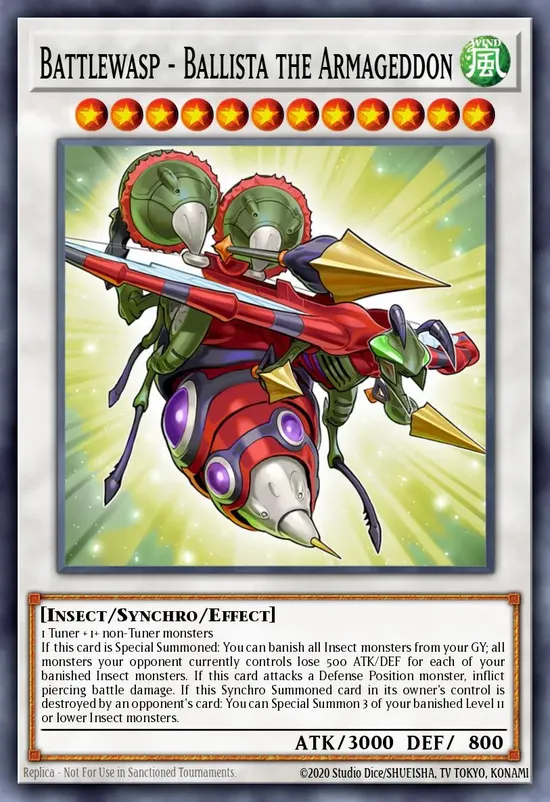 Battlewasp - Ballista the Armageddon
WIND
風
[Insect/Synchro/Effect]
1 Tuner + 1+ non-Tuner monsters
If this card is Special Summoned: You can banish all Insect monsters from your GY; all
monsters your opponent currently controls lose 500 ATK/DEF for each of your
banished Insect monsters. If this card attacks a Defense Position monster, inflict
piercing battle damage. If this Synchro Summoned card in its owner's control is
destroyed by an opponent's card: You can Special Summon 3 of your banished Level 11
or lower Insect monsters.
ATK/3000 DEF/ 800
Replica - Not For Use in Sanctioned Tournaments.
©2020 Studio Dice/SHUEISHA, TV TOKYO, KONAMI